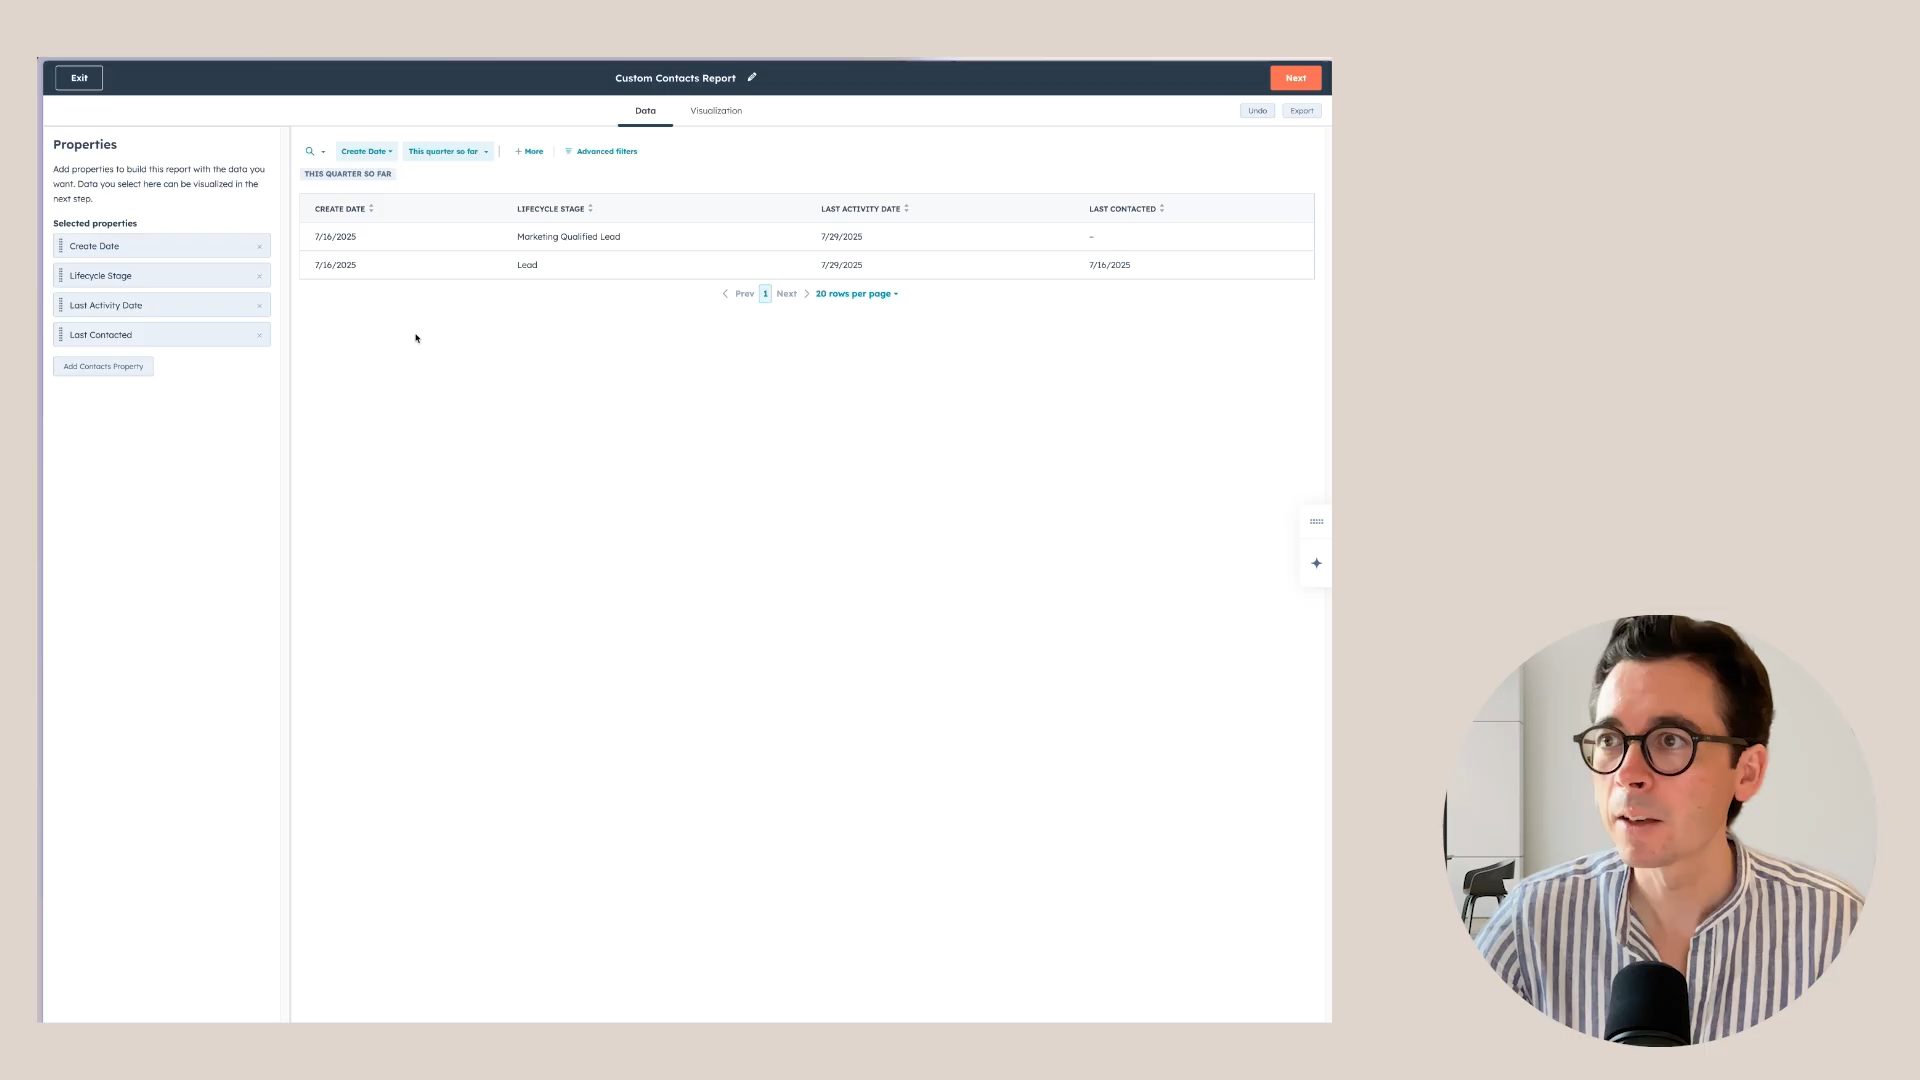 Exit
Custom Contacts Report
Next
Data
Visualization
Undo
Export
Properties
Add properties to build this report with the data you
want. Data you select here can be visualized in the
next step.
Selected properties
Create Date
Lifecycle Stage
Last Activity Date
Last Contacted
Add Contacts Property
Create Date
This quarter so far
+ More
Advanced filters
THIS QUARTER SO FAR
CREATE DATE LIFECYCLE STAGE LAST ACTIVITY DATE LAST CONTACTED
7/16/2025 Marketing Qualified Lead 7/29/2025 –
7/16/2025 Lead 7/29/2025 7/16/2025
Prev 1 Next 20 rows per page